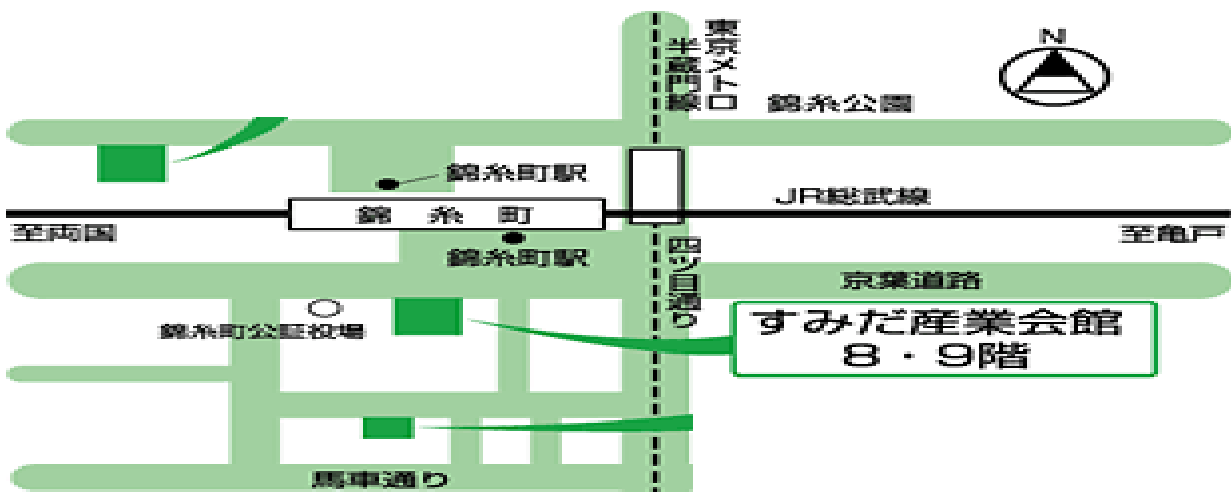 N
東京メトロ
半蔵門線
錦糸公園
錦糸町駅
JR総武線
錦糸町
至両国
至亀戸
錦糸町駅
四ツ目通り
京葉道路
錦糸町公証役場
すみだ産業会館
8・9階
馬車通り